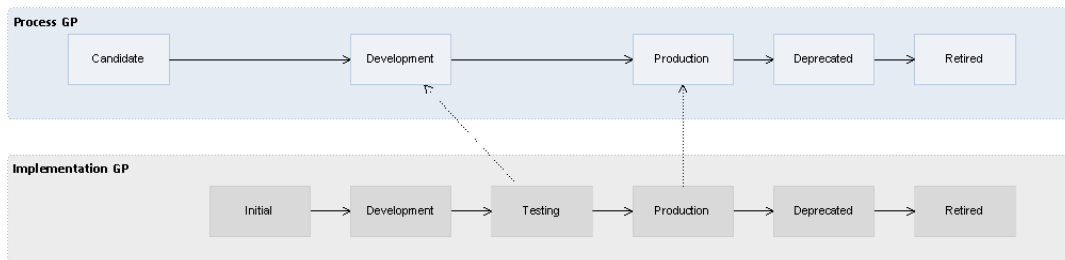 Process GP
Candidate
Development
Production
Deprecated
Retired
Implementation GP
Initial
Development
Testing
Production
Deprecated
Retired